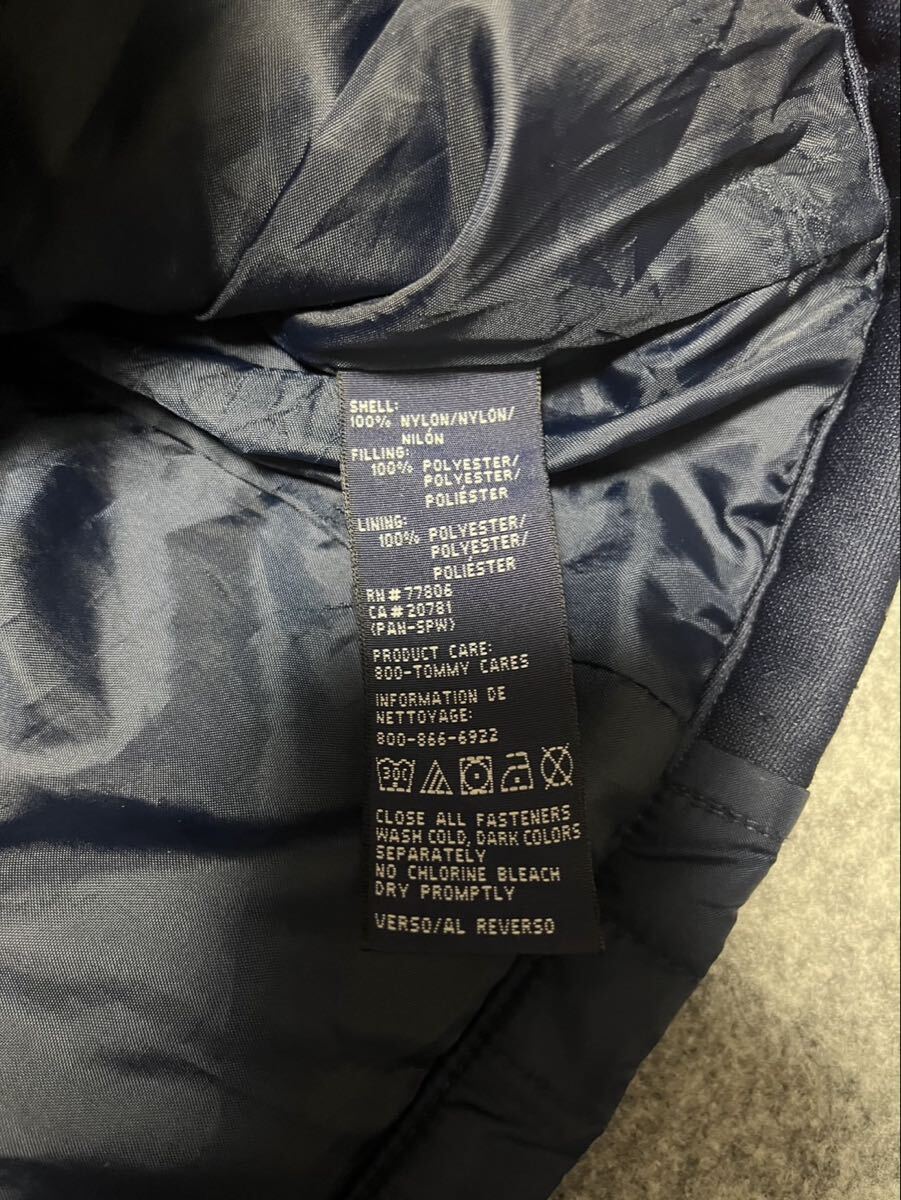 SHELL:
100% NYLON/NYLON/
NILÓN
FILLING:
100% POLYESTER/
POLYESTER/
POLIÉSTER
LINING:
100% POLYESTER/
POLYESTER/
POLIÉSTER
RN#77806
CA#20781
(PAN-SPW)
PRODUCT CARE:
800-TOMMY CARES
INFORMATION DE
NETTOYAGE:
800-866-6922
30C
CLOSE ALL FASTENERS
WASH COLD, DARK COLORS
SEPARATELY
NO CHLORINE BLEACH
DRY PROMPTLY
VERSO/AL REVERSO